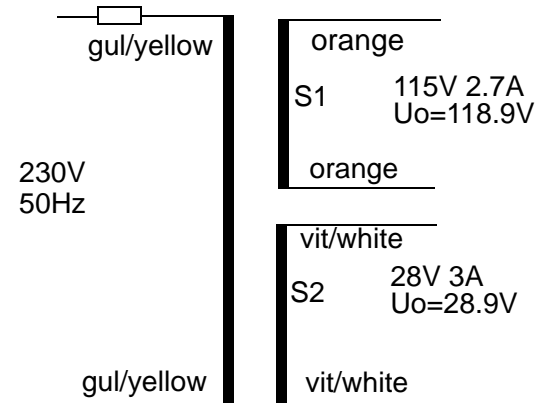 gul/yellow
orange
S1
115V 2.7A
Uo=118.9V
orange
230V
50Hz
vit/white
S2
28V 3A
Uo=28.9V
gul/yellow
vit/white